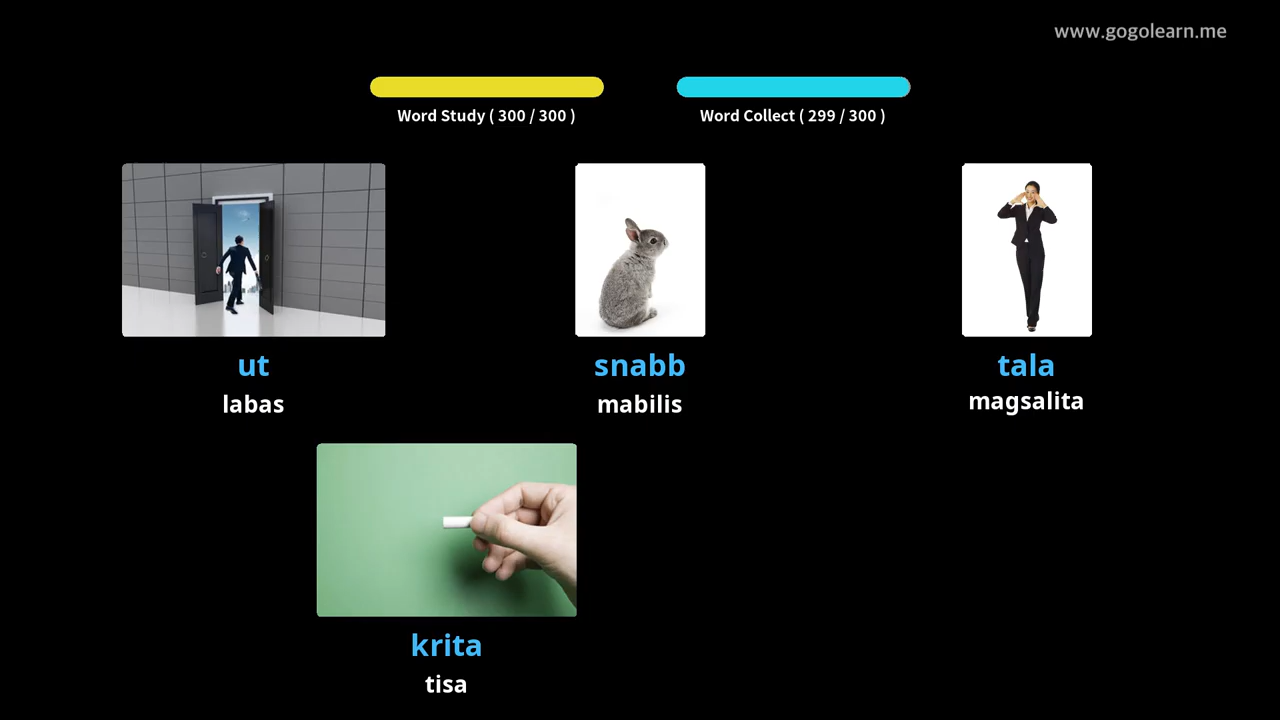 www.gogolearn.me
Word Study ( 300 / 300 )
Word Collect ( 299 / 300 )
ut
labas
snabb
mabilis
tala
magsalita
krita
tisa